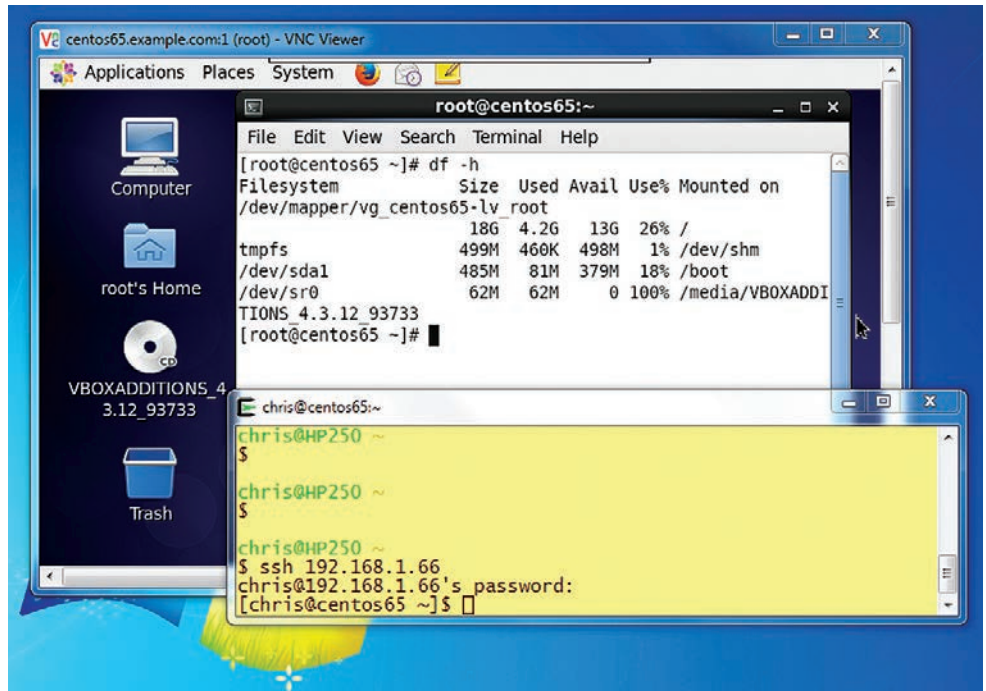 centos65.example.com:1 (root) - VNC Viewer
Applications Places System
root@centos65:~
File Edit View Search Terminal Help
[root@centos65 ~]# df -h
Filesystem Size Used Avail Use% Mounted on
/dev/mapper/vg_centos65-lv_root
18G 4.2G 13G 26% /
tmpfs 499M 460K 498M 1% /dev/shm
/dev/sda1 485M 81M 379M 18% /boot
/dev/sr0 62M 62M 0 100% /media/VBOXADDI
TIONS_4.3.12_93733
[root@centos65 ~]#
Computer
root's Home
CD
VBOXADDITIONS_4
3.12_93733
Trash
chris@centos65:~
chris@HP250 ~
$
chris@HP250 ~
$
chris@HP250 ~
$ ssh 192.168.1.66
chris@192.168.1.66's password:
[chris@centos65 ~]$